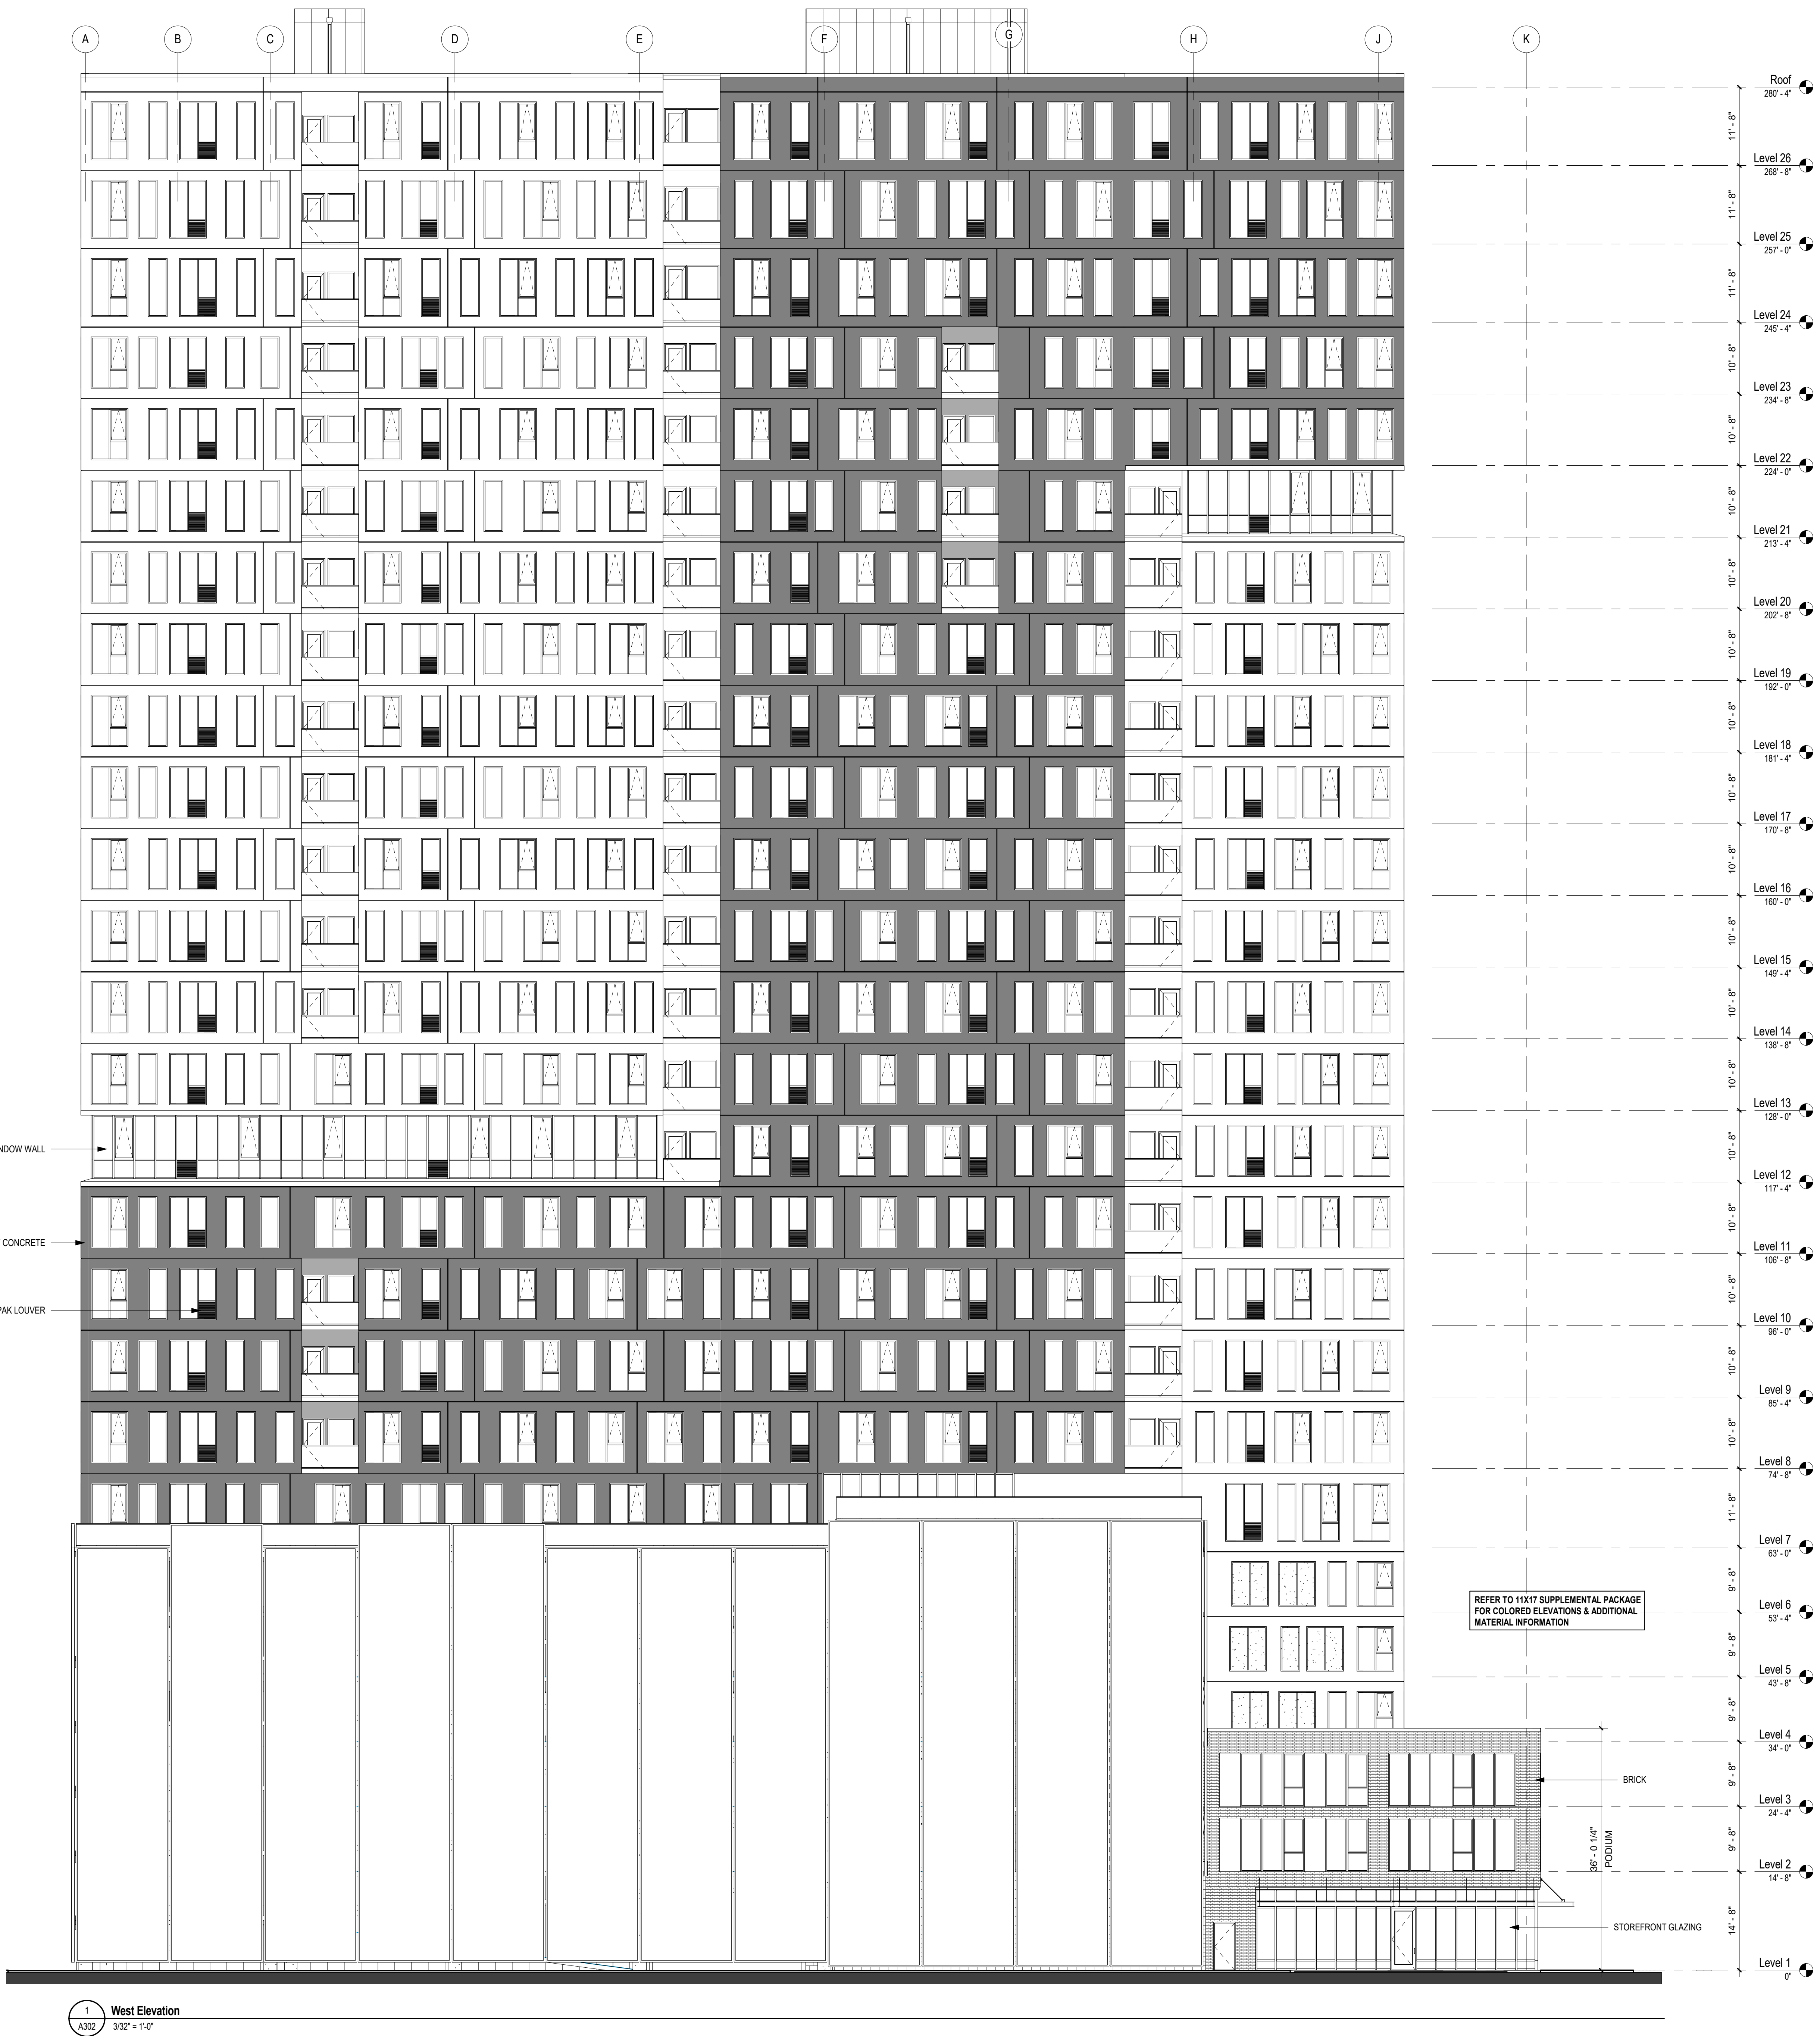 A
B
C
D
E
F
G
H
J
K
Roof
280' - 4"
11' - 8"
Level 26
268' - 8"
11' - 8"
Level 25
257' - 0"
11' - 8"
Level 24
245' - 4"
10' - 8"
Level 23
234' - 8"
10' - 8"
Level 22
224' - 0"
10' - 8"
Level 21
213' - 4"
10' - 8"
Level 20
202' - 8"
10' - 8"
Level 19
192' - 0"
10' - 8"
Level 18
181' - 4"
10' - 8"
Level 17
170' - 8"
10' - 8"
Level 16
160' - 0"
10' - 8"
Level 15
149' - 4"
10' - 8"
Level 14
138' - 8"
10' - 8"
Level 13
128' - 0"
NDOW WALL
10' - 8"
Level 12
117' - 4"
10' - 8"
CONCRETE
Level 11
106' - 8"
10' - 8"
PAK LOUVER
Level 10
96' - 0"
10' - 8"
Level 9
85' - 4"
10' - 8"
Level 8
74' - 8"
11' - 8"
Level 7
63' - 0"
9' - 8"
REFER TO 11X17 SUPPLEMENTAL PACKAGE
FOR COLORED ELEVATIONS & ADDITIONAL
MATERIAL INFORMATION
Level 6
53' - 4"
9' - 8"
Level 5
43' - 8"
9' - 8"
Level 4
34' - 0"
9' - 8"
BRICK
Level 3
24' - 4"
36' - 0 1/4"
PODIUM
9' - 8"
Level 2
14' - 8"
14' - 8"
STOREFRONT GLAZING
Level 1
0"
1
A302
West Elevation
3/32" = 1'-0"